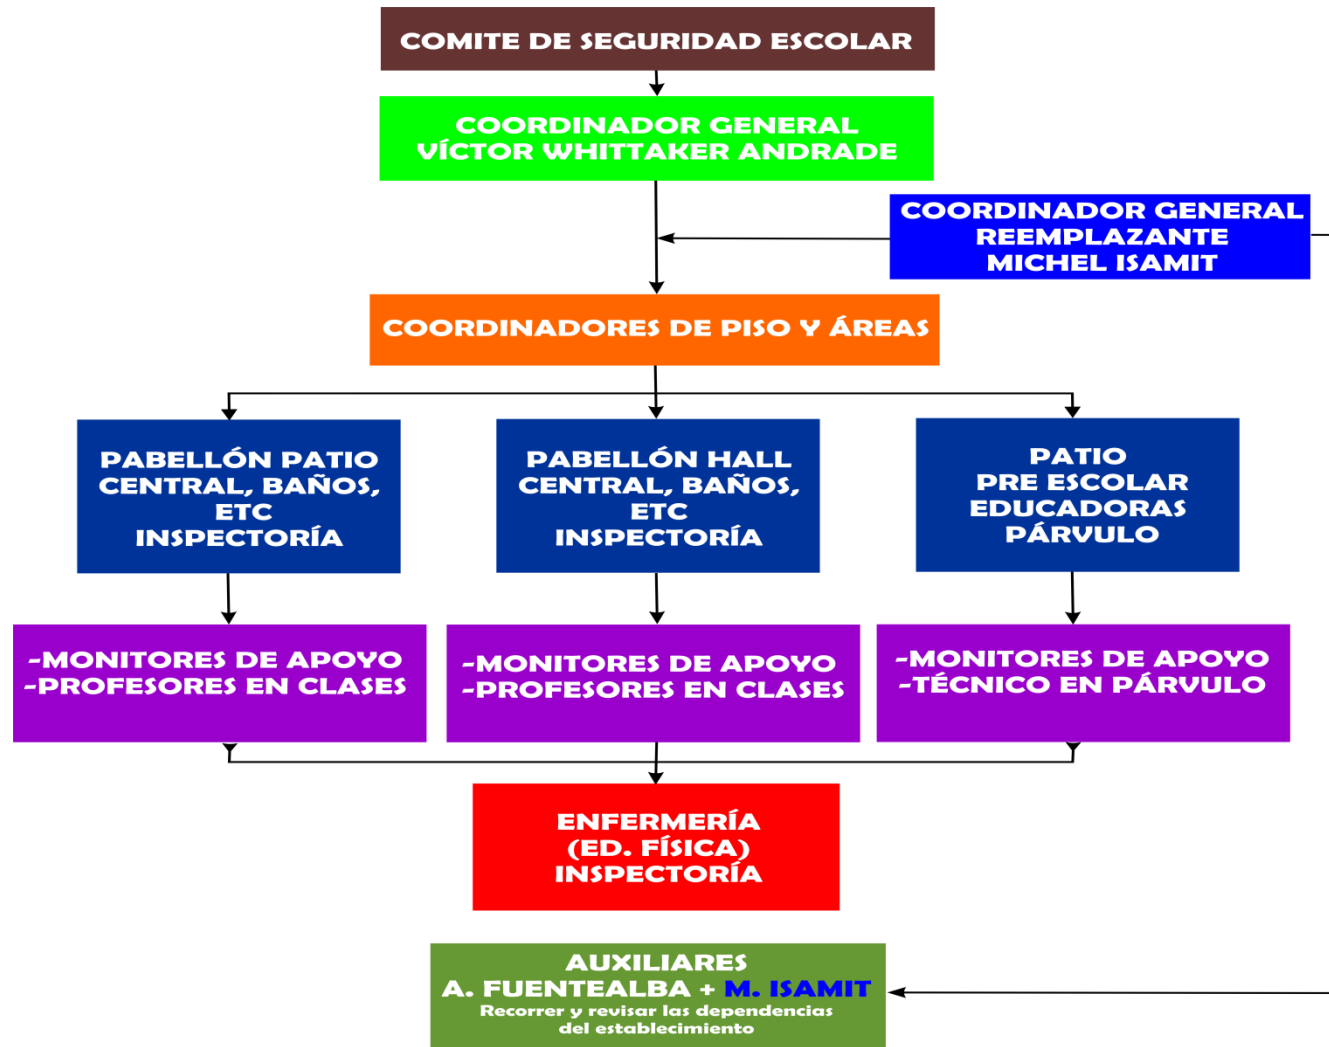 COMITE DE SEGURIDAD ESCOLAR
COORDINADOR GENERAL
VÍCTOR WHITTAKER ANDRADE
COORDINADOR GENERAL
REEMPLAZANTE
MICHEL ISAMIT
COORDINADORES DE PISO Y ÁREAS
PABELLÓN PATIO
CENTRAL, BAÑOS,
ETC
INSPECTORÍA
PABELLÓN HALL
CENTRAL, BAÑOS,
ETC
INSPECTORÍA
PATIO
PRE ESCOLAR
EDUCADORAS
PÁRVULO
-MONITORES DE APOYO
-PROFESORES EN CLASES
-MONITORES DE APOYO
-PROFESORES EN CLASES
-MONITORES DE APOYO
-TÉCNICO EN PÁRVULO
ENFERMERÍA
(ED. FÍSICA)
INSPECTORÍA
AUXILIARES
A. FUENTEALBA + M. ISAMIT
Recorrer y revisar las dependencias
del establecimiento